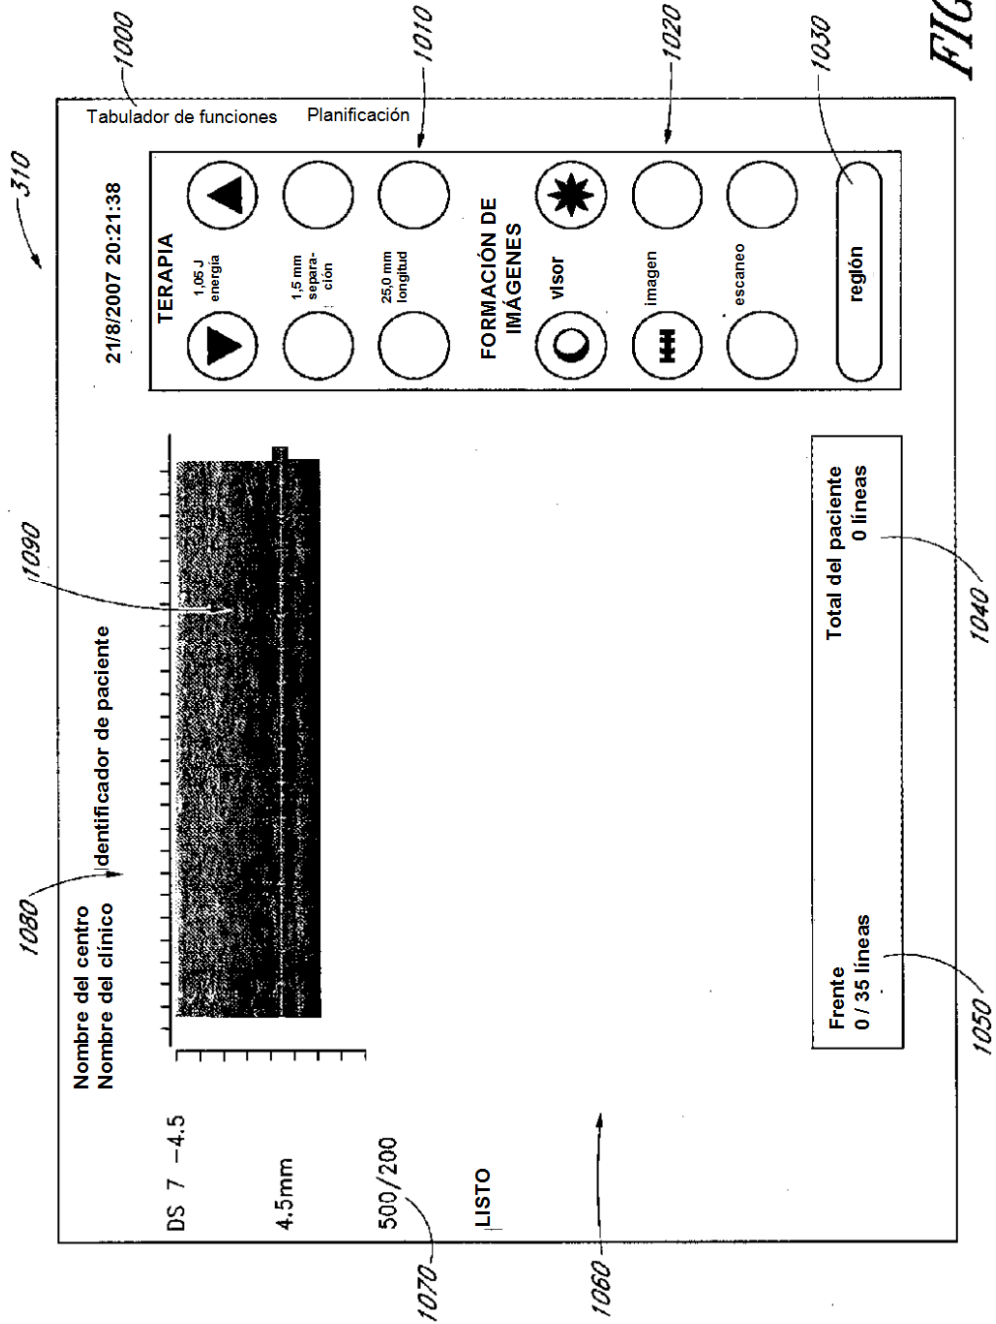 310
1000
1010
1020
1030
1040
1050
1060
1070
1080
1090
FIG
Tabulador de funciones
Planificación
Nombre del centro
Nombre del clínico
Identificador de paciente
21/8/2007 20:21:38
DS 7 -4.5
4.5mm
500/200
LISTO
TERAPIA
1,05 J
energía
1,5 mm
separa-
ción
25,0 mm
longitud
FORMACIÓN DE
IMÁGENES
visor
imagen
escaneo
región
Frente
0 / 35 líneas
Total del paciente
0 líneas